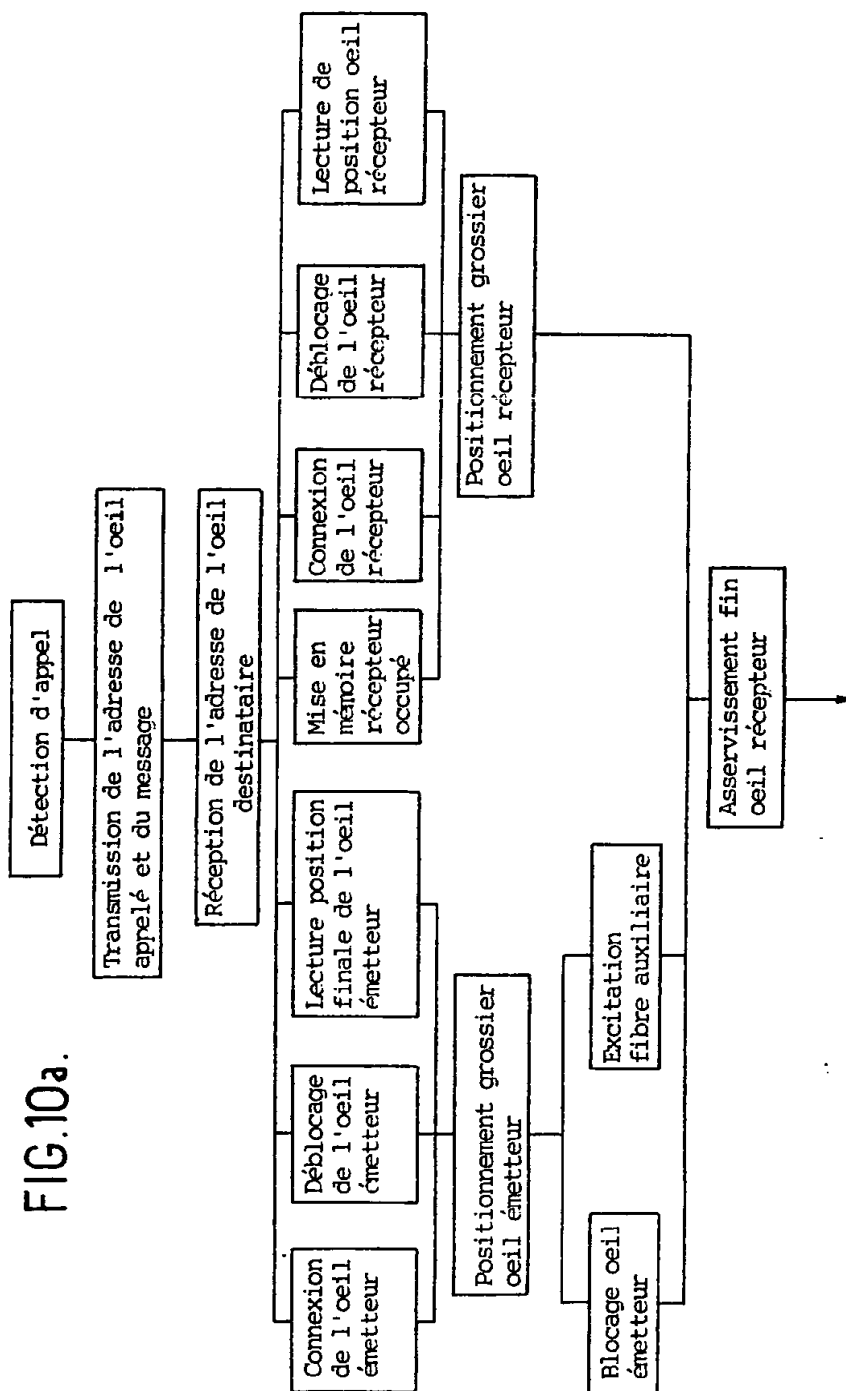 FIG.10a.
Détection d'appel
Transmission de l'adresse de l'oeil
appelé et du message
Réception de l'adresse de l'oeil
destinataire
Connexion
de l'oeil
émetteur
Déblocage
de l'oeil
émetteur
Lecture position
finale de l'oeil
émetteur
Mise en
mémoire
récepteur
occupé
Connexion
de l'oeil
récepteur
Déblocage
de l'oeil
récepteur
Lecture de
position oeil
récepteur
Positionnement grossier
oeil émetteur
Positionnement grossier
oeil récepteur
Blocage oeil
émetteur
Excitation
fibre auxiliaire
Asservissement fin
oeil récepteur